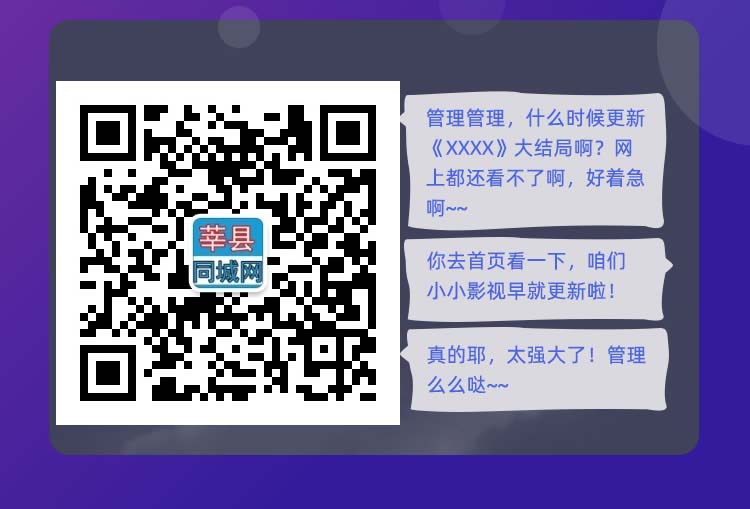 莘县
同城网
管理管理，什么时候更新
《XXXX》大结局啊？网
上都还看不了啊，好着急
啊~~
你去首页看一下，咱们
小小影视早就更新啦！
真的耶，太强大了！管理
么么哒~~